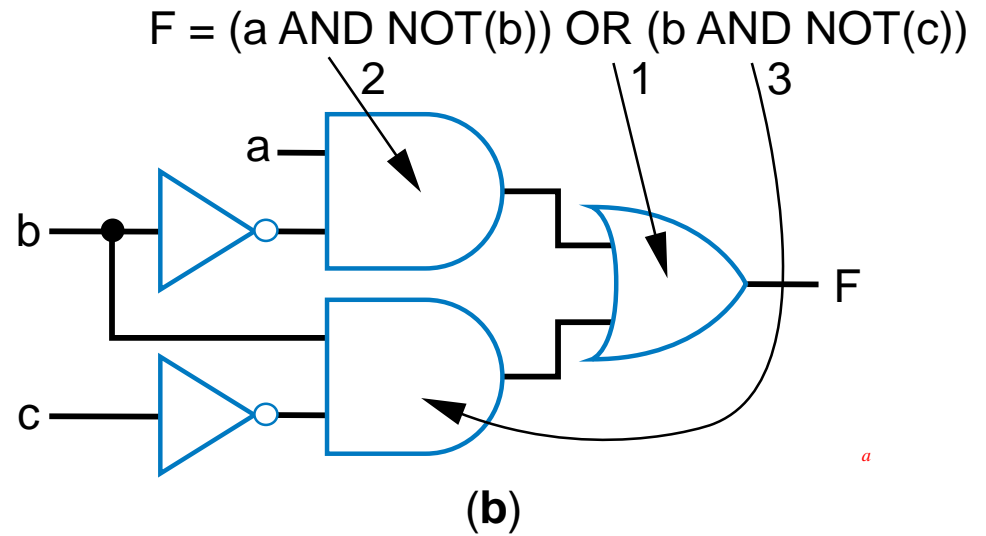 F = (a AND NOT(b)) OR (b AND NOT(c))
2
1
3
a
b
F
c
a
(b)